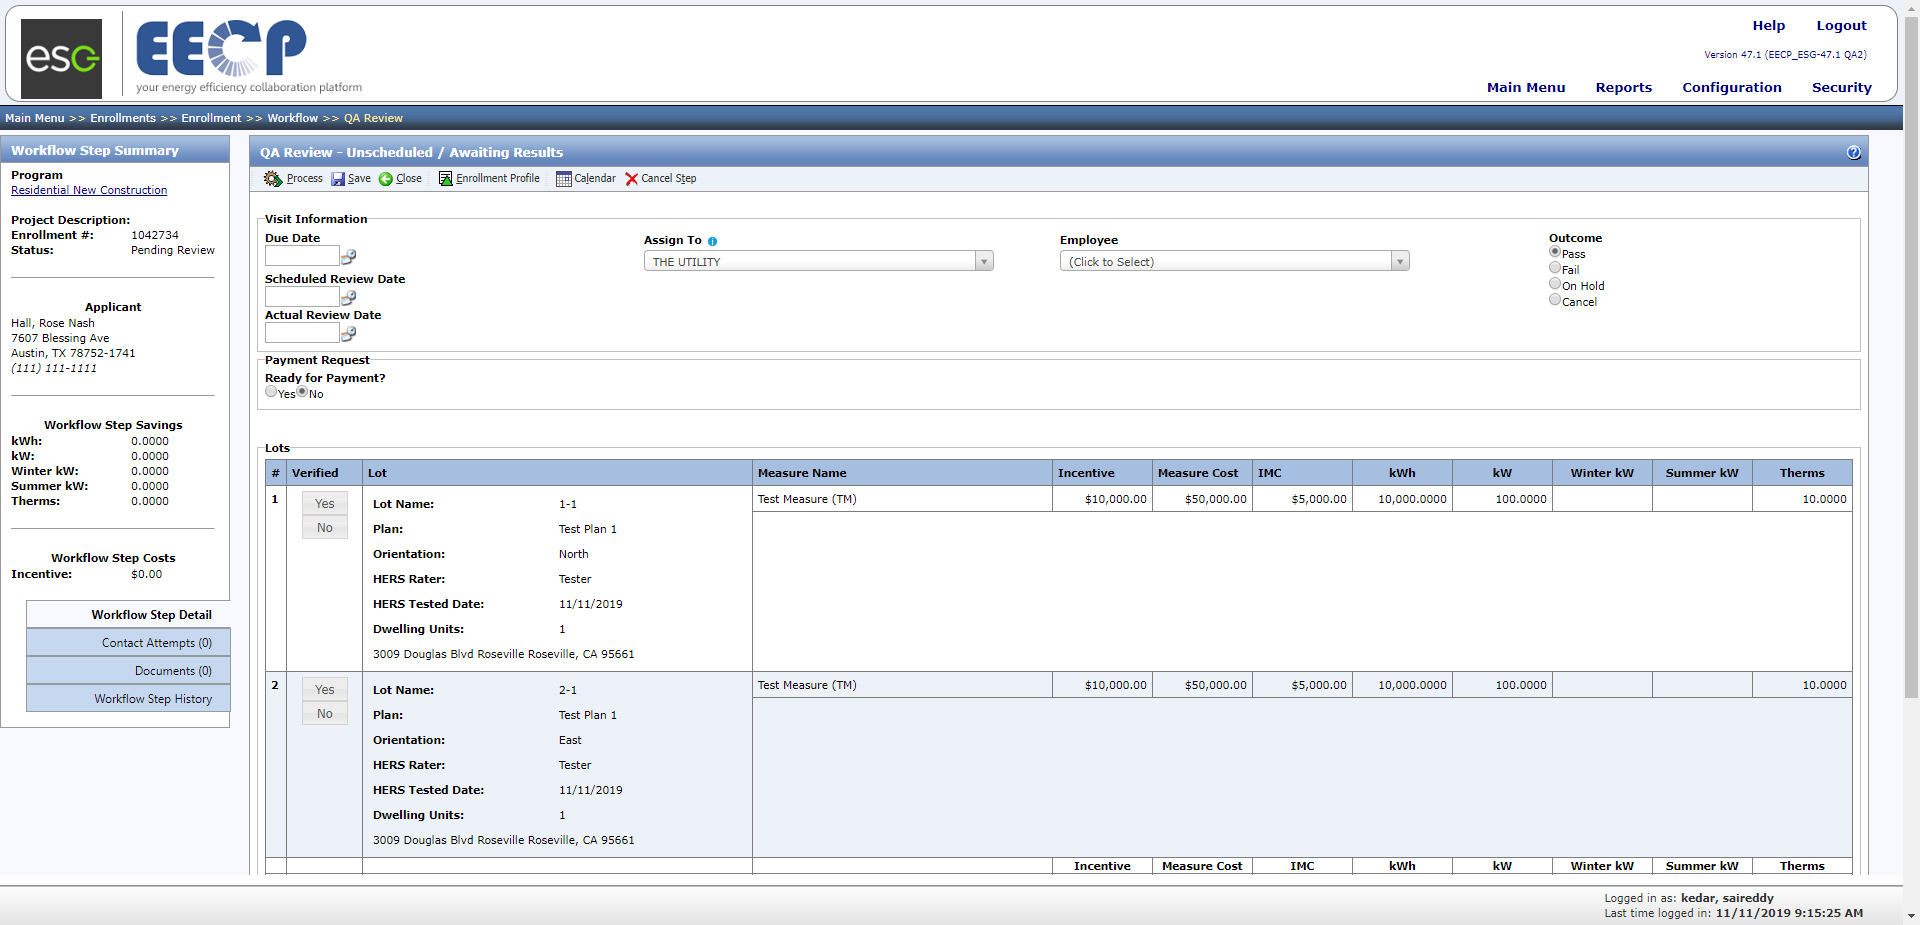 esg
EECP
your energy efficiency collaboration platform
Help Logout
Version 47.1 (EECP_ESG-47.1 QA2)
Main Menu Reports Configuration Security
Main Menu >> Enrollments >> Enrollment >> Workflow >> QA Review
Workflow Step Summary
Program
Residential New Construction
Project Description:
Enrollment #: 1042734
Status: Pending Review
Applicant
Hall, Rose Nash
7607 Blessing Ave
Austin, TX 78752-1741
(111) 111-1111
Workflow Step Savings
kWh: 0.0000
kW: 0.0000
Winter kW: 0.0000
Summer kW: 0.0000
Therms: 0.0000
Workflow Step Costs
Incentive: $0.00
Workflow Step Detail
Contact Attempts (0)
Documents (0)
Workflow Step History
QA Review - Unscheduled / Awaiting Results
Process Save Close Enrollment Profile Calendar Cancel Step
Visit Information
Due Date
Scheduled Review Date
Actual Review Date
Assign To
THE UTILITY
Employee
(Click to Select)
Outcome
Pass
Fail
On Hold
Cancel
Payment Request
Ready for Payment?
Yes No
Lots
# Verified Lot Measure Name Incentive Measure Cost IMC kWh kW Winter kW Summer kW Therms
1 Yes No
Lot Name: 1-1
Plan: Test Plan 1
Orientation: North
HERS Rater: Tester
HERS Tested Date: 11/11/2019
Dwelling Units: 1
3009 Douglas Blvd Roseville Roseville, CA 95661
Test Measure (TM) $10,000.00 $50,000.00 $5,000.00 10,000.0000 100.0000 10.0000
2 Yes No
Lot Name: 2-1
Plan: Test Plan 1
Orientation: East
HERS Rater: Tester
HERS Tested Date: 11/11/2019
Dwelling Units: 1
3009 Douglas Blvd Roseville Roseville, CA 95661
Test Measure (TM) $10,000.00 $50,000.00 $5,000.00 10,000.0000 100.0000 10.0000
Incentive Measure Cost IMC kWh kW Winter kW Summer kW Therms
Logged in as: kedar, saireddy
Last time logged in: 11/11/2019 9:15:25 AM